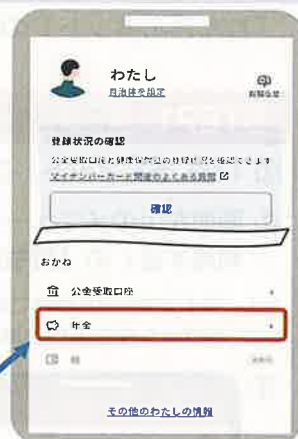 わたし
自治体を設定
お知らせ
登録状況の確認
公金受取口座と健康保険証の登録状況を確認できます
マイナンバーカード関連のよくある質問
確認
おかね
公金受取口座
年金
その他のわたしの情報